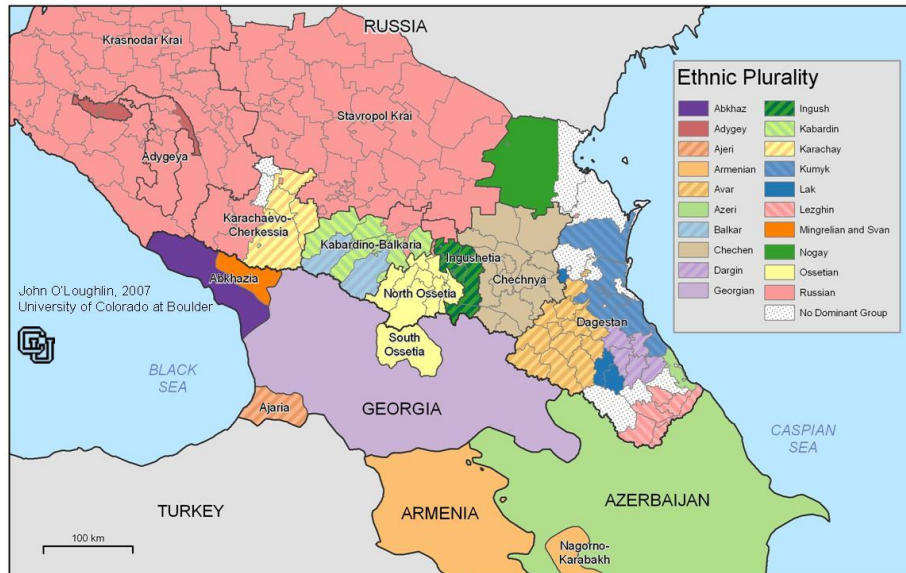 RUSSIA
Krasnodar Krai
Stavropol Krai
Adygeya
Karachaevo-
Cherkessia
Kabardino-Balkaria
Ingushetia
Abkhazia
North Ossetia
Chechnya
South
Ossetia
Dagestan
John O'Loughlin, 2007
University of Colorado at Boulder
CU
BLACK
SEA
Ajaria
GEORGIA
CASPIAN
SEA
TURKEY
ARMENIA
AZERBAIJAN
Nagorno-
Karabakh
100 km
Ethnic Plurality
Abkhaz
Adygey
Ajeri
Armenian
Avar
Azeri
Balkar
Chechen
Dargin
Georgian
Ingush
Kabardin
Karachay
Kumyk
Lak
Lezghin
Mingrelian and Svan
Nogay
Ossetian
Russian
No Dominant Group